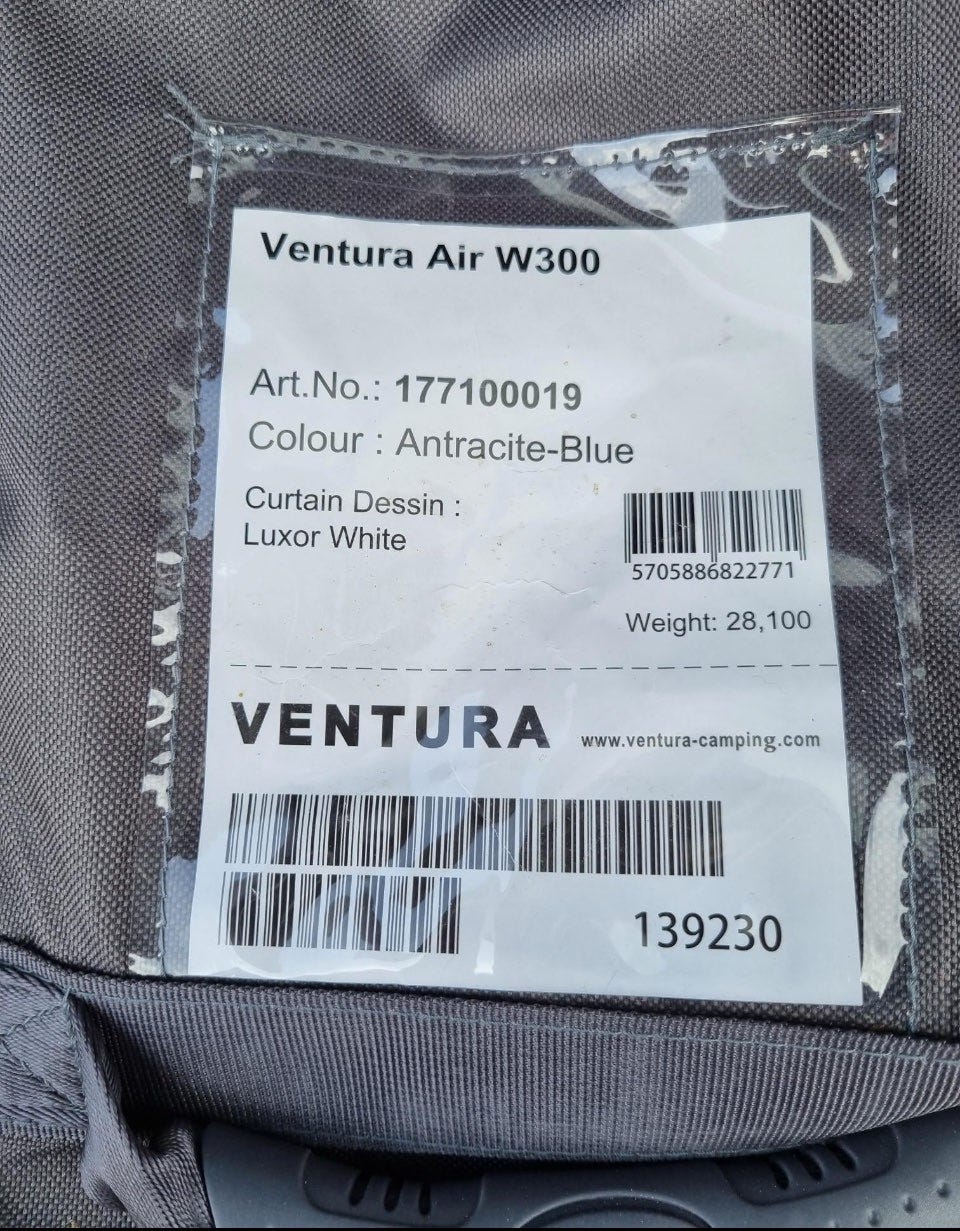 Ventura Air W300
Art.No.: 177100019
Colour : Antracite-Blue
Curtain Dessin :
Luxor White
5705886822771
Weight: 28,100
VENTURA www.ventura-camping.com
139230